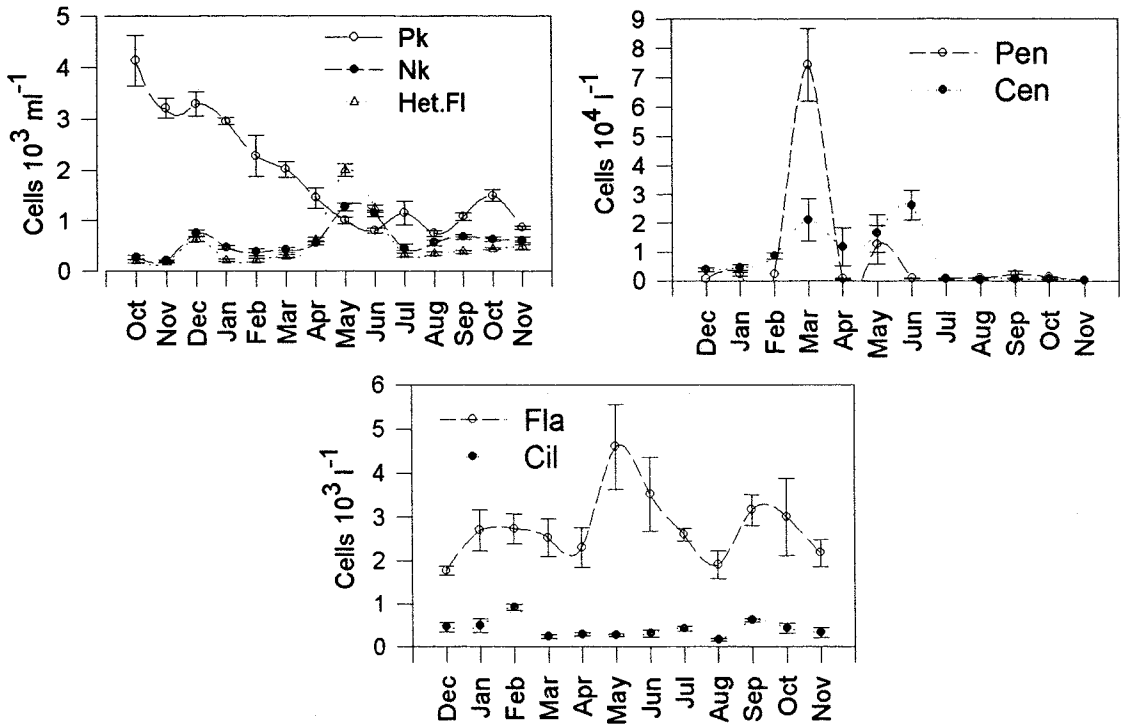 Cells 10³ ml⁻¹
5
4
3
2
1
0
Pk
Nk
Het.Fl
Oct
Nov
Dec
Jan
Feb
Mar
Apr
May
Jun
Jul
Aug
Sep
Oct
Nov
Cells 10⁴ l⁻¹
9
8
7
6
5
4
3
2
1
0
Pen
Cen
Dec
Jan
Feb
Mar
Apr
May
Jun
Jul
Aug
Sep
Oct
Nov
Cells 10³ l⁻¹
6
5
4
3
2
1
0
Fla
Cil
Dec
Jan
Feb
Mar
Apr
May
Jun
Jul
Aug
Sep
Oct
Nov